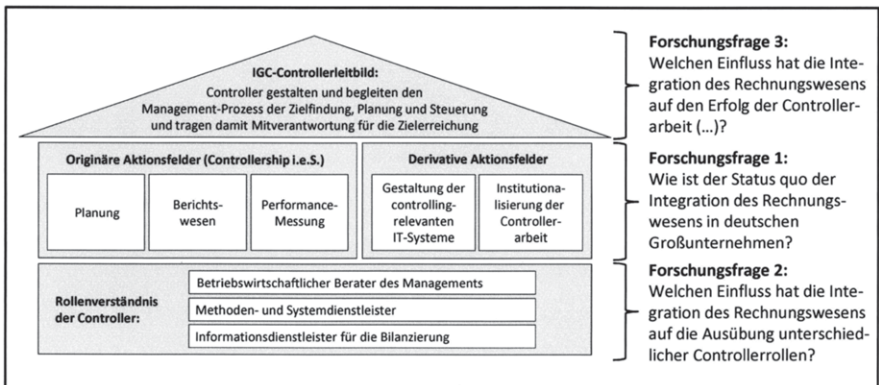 IGC-Controllerleitbild:
Controller gestalten und begleiten den
Management-Prozess der Zielfindung, Planung und Steuerung
und tragen damit Mitverantwortung für die Zielerreichung
Forschungsfrage 3:
Welchen Einfluss hat die Inte-
gration des Rechnungswesens
auf den Erfolg der Controller-
arbeit (...)?
Originäre Aktionsfelder (Controllership i.e.S.)
Planung
Berichts-
wesen
Performance-
Messung
Derivative Aktionsfelder
Gestaltung der
controlling-
relevanten
IT-Systeme
Institutiona-
lisierung der
Controller-
arbeit
Forschungsfrage 1:
Wie ist der Status quo der
Integration des Rechnungs-
wesens in deutschen
Großunternehmen?
Rollenverständnis
der Controller:
Betriebswirtschaftlicher Berater des Managements
Methoden- und Systemdienstleister
Informationsdienstleister für die Bilanzierung
Forschungsfrage 2:
Welchen Einfluss hat die Inte-
gration des Rechnungswesens
auf die Ausübung unterschied-
licher Controllerrollen?